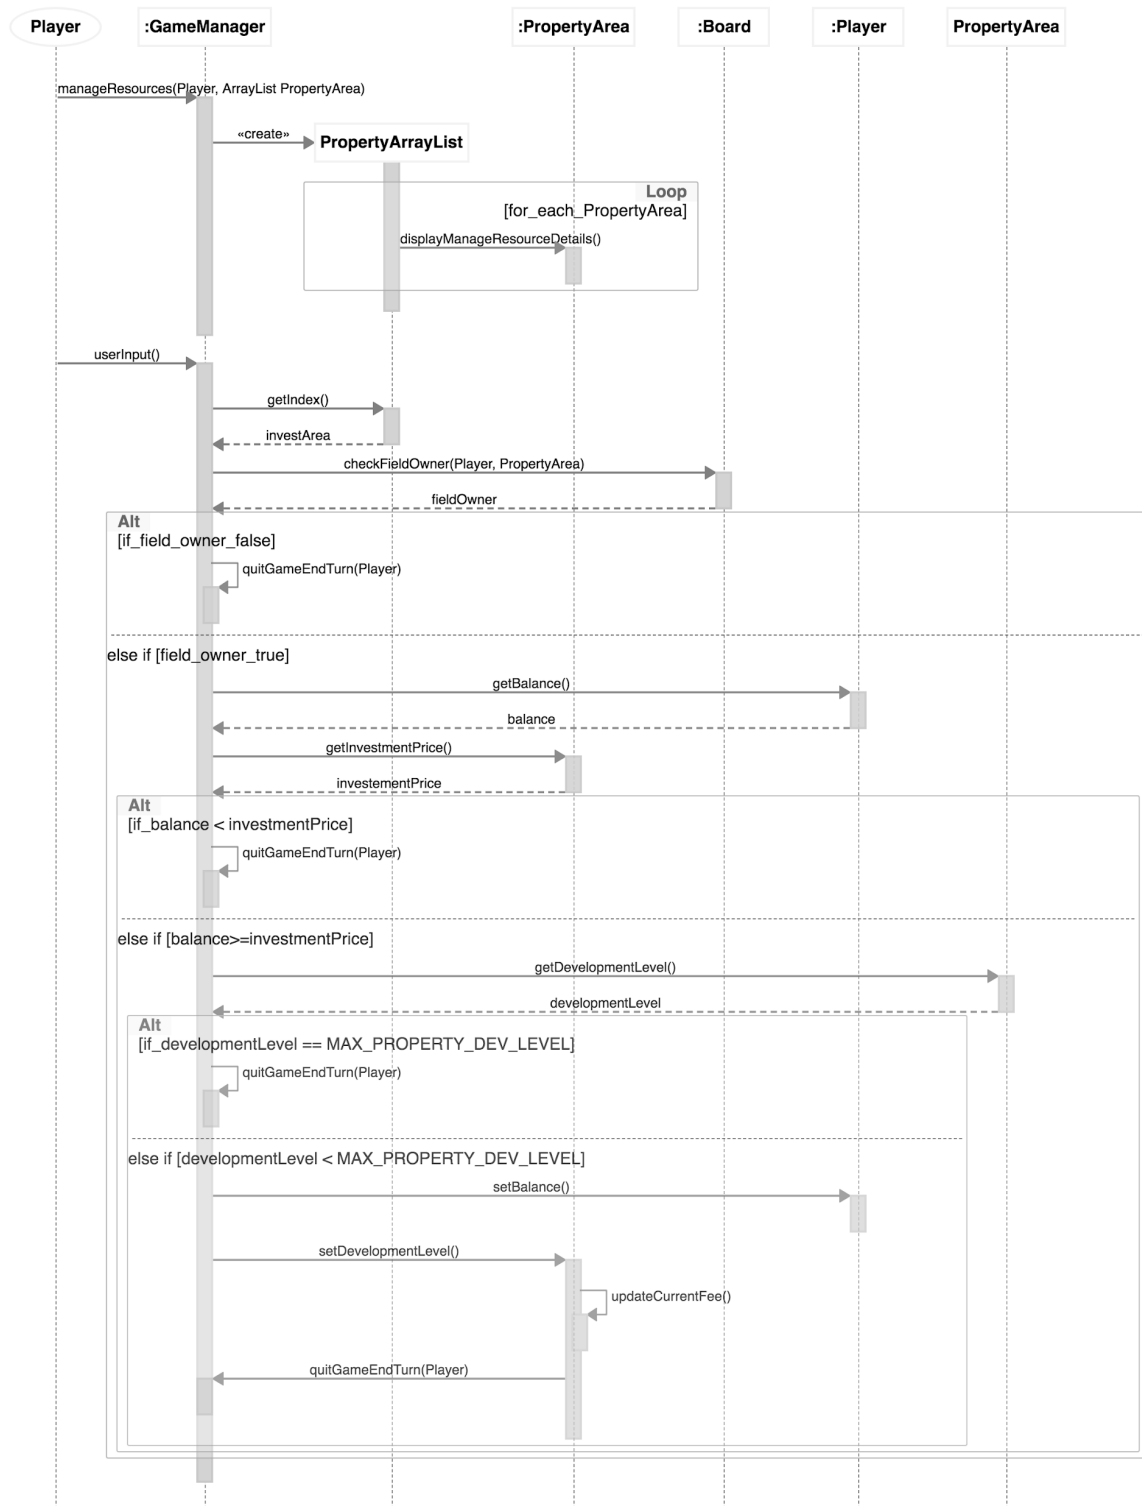 Player
:GameManager
:PropertyArea
:Board
:Player
PropertyArea
manageResources(Player, ArrayList PropertyArea)
«create»
PropertyArrayList
Loop
[for_each_PropertyArea]
displayManageResourceDetails()
userInput()
getIndex()
investArea
checkFieldOwner(Player, PropertyArea)
fieldOwner
Alt
[if_field_owner_false]
quitGameEndTurn(Player)
else if [field_owner_true]
getBalance()
balance
getInvestmentPrice()
investementPrice
Alt
[if_balance < investmentPrice]
quitGameEndTurn(Player)
else if [balance>=investmentPrice]
getDevelopmentLevel()
developmentLevel
Alt
[if_developmentLevel == MAX_PROPERTY_DEV_LEVEL]
quitGameEndTurn(Player)
else if [developmentLevel < MAX_PROPERTY_DEV_LEVEL]
setBalance()
setDevelopmentLevel()
updateCurrentFee()
quitGameEndTurn(Player)